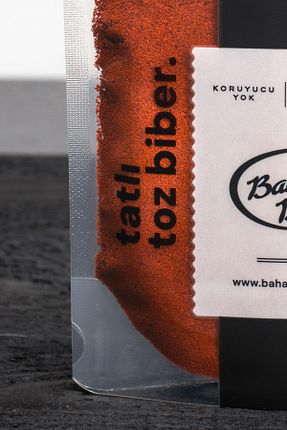 tatlı
toz biber.
KORUYUCU
YOK
www.baha